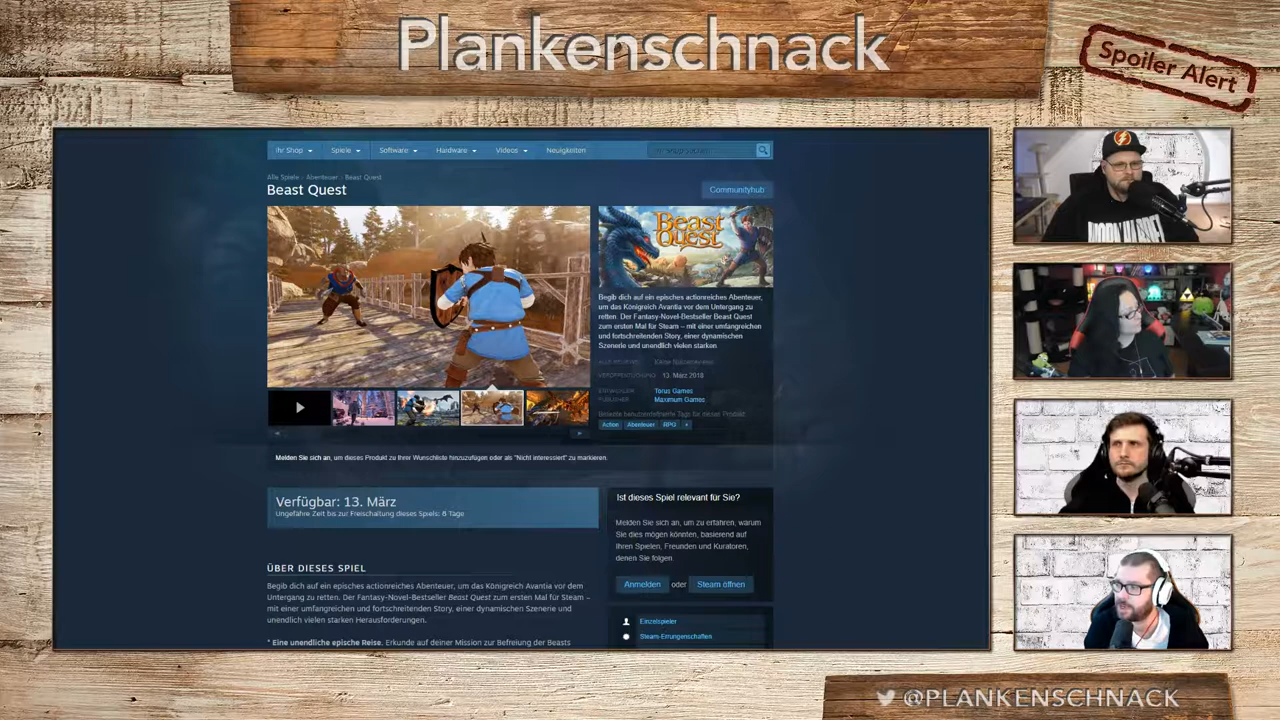 Plankenschnack
Spoiler Alert
Ihr Shop
Spiele
Software
Hardware
Videos
Neuigkeiten
Alle Spiele › Abenteuer › Beast Quest
Beast Quest
Communityhub
Beast
Quest
Begib dich auf ein episches actionreiches Abenteuer,
um das Königreich Avantia vor dem Untergang zu
retten. Der Fantasy-Novel-Bestseller Beast Quest
zum ersten Mal für Steam – mit einer umfangreichen
und fortschreitenden Story, einer dynamischen
Szenerie und unendlich vielen starken
VERÖFFENTLICHUNG: 13. März 2018
ENTWICKLER: Torus Games
PUBLISHER: Maximum Games
Beliebte benutzerdefinierte Tags für dieses Produkt:
Action Abenteuer RPG +
Melden Sie sich an, um dieses Produkt zu Ihrer Wunschliste hinzuzufügen oder als "Nicht interessiert" zu markieren.
Verfügbar: 13. März
Ungefähre Zeit bis zur Freischaltung dieses Spiels: 6 Tage
Ist dieses Spiel relevant für Sie?
Melden Sie sich an, um zu erfahren, warum
Sie dies mögen könnten, basierend auf
Ihren Spielen, Freunden und Kuratoren,
denen Sie folgen.
Anmelden oder Steam öffnen
ÜBER DIESES SPIEL
Begib dich auf ein episches actionreiches Abenteuer, um das Königreich Avantia vor dem
Untergang zu retten. Der Fantasy-Novel-Bestseller Beast Quest zum ersten Mal für Steam –
mit einer umfangreichen und fortschreitenden Story, einer dynamischen Szenerie und
unendlich vielen starken Herausforderungen.
* Eine unendliche epische Reise. Erkunde auf deiner Mission zur Befreiung der Beasts
Einzelspieler
Steam-Errungenschaften
@PLANKENSCHNACK